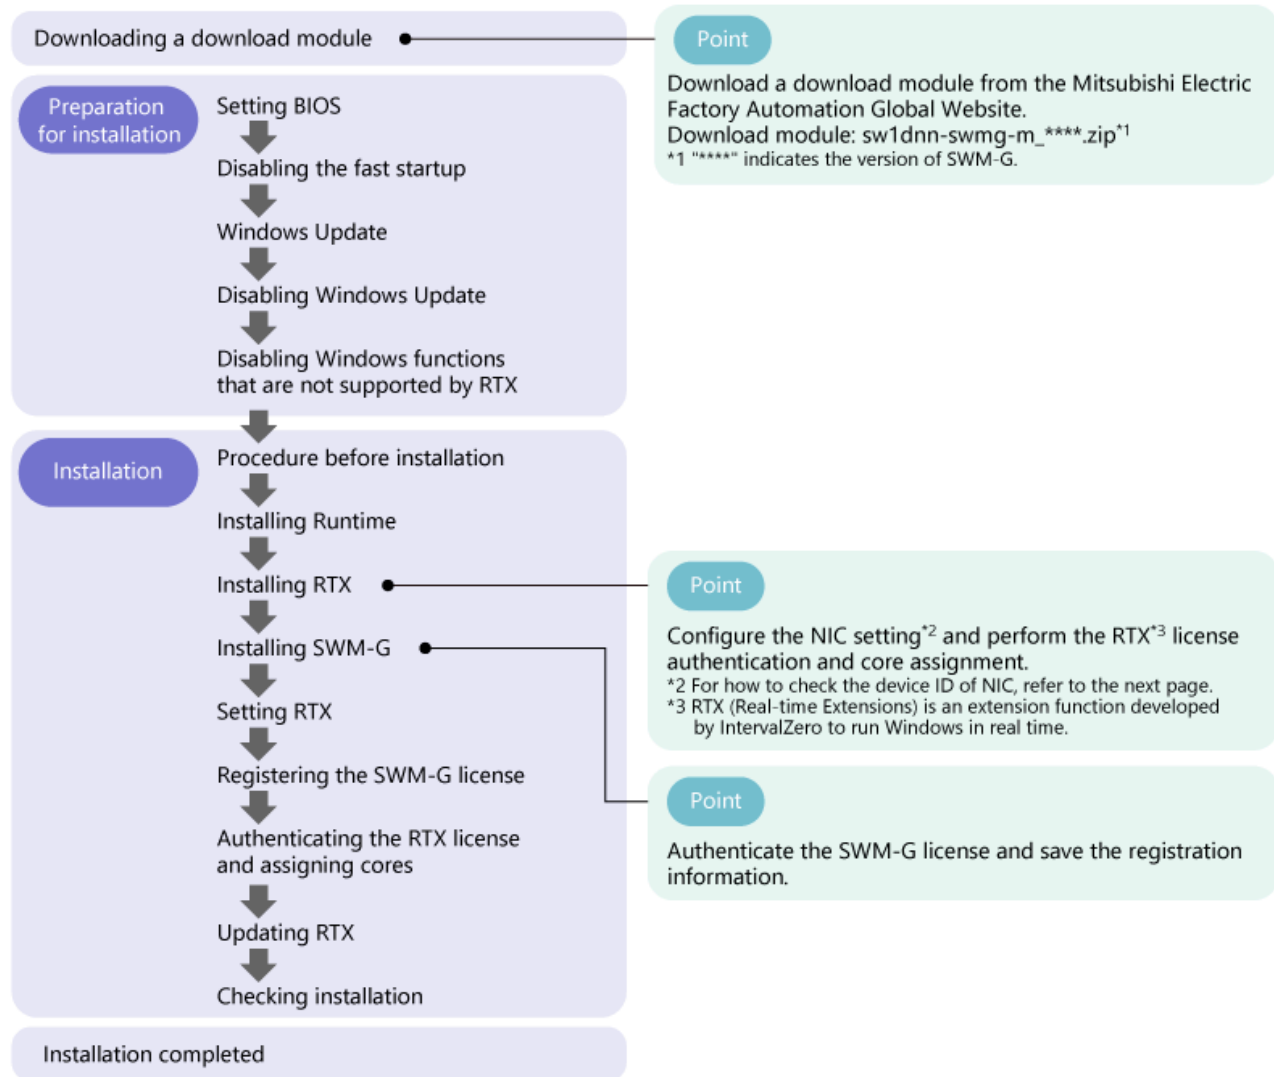 Downloading a download module
Point
Download a download module from the Mitsubishi Electric
Factory Automation Global Website.
Download module: sw1dnn-swmg-m_****.zip*1
*1 "****" indicates the version of SWM-G.
Preparation
for installation
Setting BIOS
Disabling the fast startup
Windows Update
Disabling Windows Update
Disabling Windows functions
that are not supported by RTX
Installation
Procedure before installation
Installing Runtime
Installing RTX
Point
Configure the NIC setting*2 and perform the RTX*3 license
authentication and core assignment.
*2 For how to check the device ID of NIC, refer to the next page.
*3 RTX (Real-time Extensions) is an extension function developed
by IntervalZero to run Windows in real time.
Installing SWM-G
Point
Authenticate the SWM-G license and save the registration
information.
Setting RTX
Registering the SWM-G license
Authenticating the RTX license
and assigning cores
Updating RTX
Checking installation
Installation completed